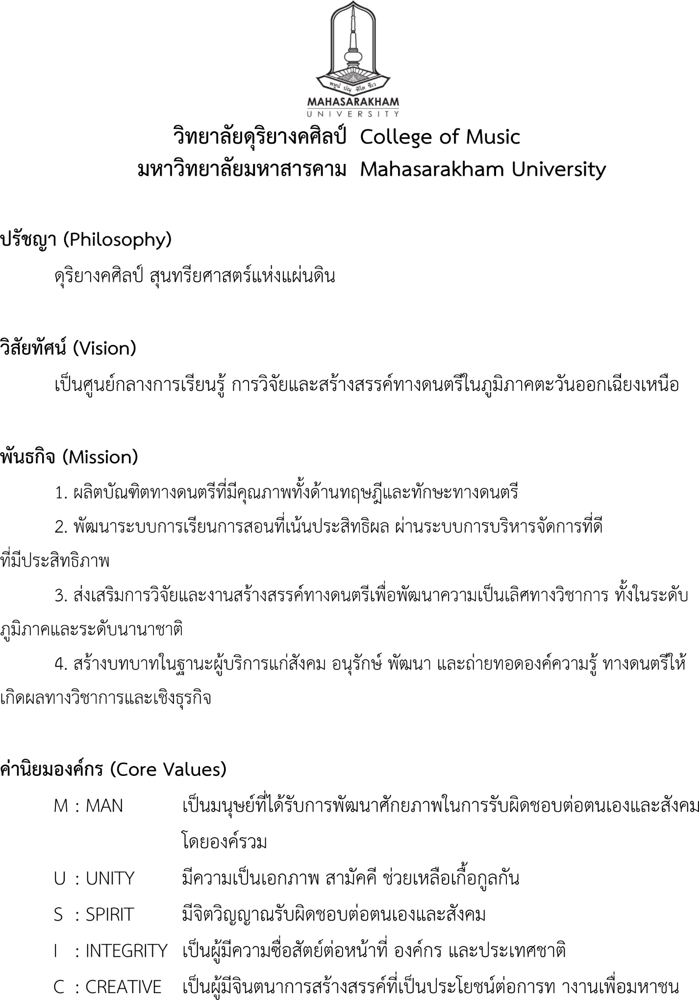 พหูนํ ปณฺฑิโต ชีเว
MAHASARAKHAM
UNIVERSITY
วิทยาลัยดุริยางคศิลป์ College of Music
มหาวิทยาลัยมหาสารคาม Mahasarakham University
ปรัชญา (Philosophy)
ดุริยางคศิลป์ สุนทรียศาสตร์แห่งแผ่นดิน
วิสัยทัศน์ (Vision)
เป็นศูนย์กลางการเรียนรู้ การวิจัยและสร้างสรรค์ทางดนตรีในภูมิภาคตะวันออกเฉียงเหนือ
พันธกิจ (Mission)
1. ผลิตบัณฑิตทางดนตรีที่มีคุณภาพทั้งด้านทฤษฎีและทักษะทางดนตรี
2. พัฒนาระบบการเรียนการสอนที่เน้นประสิทธิผล ผ่านระบบการบริหารจัดการที่ดี
ที่มีประสิทธิภาพ
3. ส่งเสริมการวิจัยและงานสร้างสรรค์ทางดนตรีเพื่อพัฒนาความเป็นเลิศทางวิชาการ ทั้งในระดับ
ภูมิภาคและระดับนานาชาติ
4. สร้างบทบาทในฐานะผู้บริการแก่สังคม อนุรักษ์ พัฒนา และถ่ายทอดองค์ความรู้ ทางดนตรีให้
เกิดผลทางวิชาการและเชิงธุรกิจ
ค่านิยมองค์กร (Core Values)
M : MAN เป็นมนุษย์ที่ได้รับการพัฒนาศักยภาพในการรับผิดชอบต่อตนเองและสังคม
โดยองค์รวม
U : UNITY มีความเป็นเอกภาพ สามัคคี ช่วยเหลือเกื้อกูลกัน
S : SPIRIT มีจิตวิญญาณรับผิดชอบต่อตนเองและสังคม
I : INTEGRITY เป็นผู้มีความซื่อสัตย์ต่อหน้าที่ องค์กร และประเทศชาติ
C : CREATIVE เป็นผู้มีจินตนาการสร้างสรรค์ที่เป็นประโยชน์ต่อการท างานเพื่อมหาชน